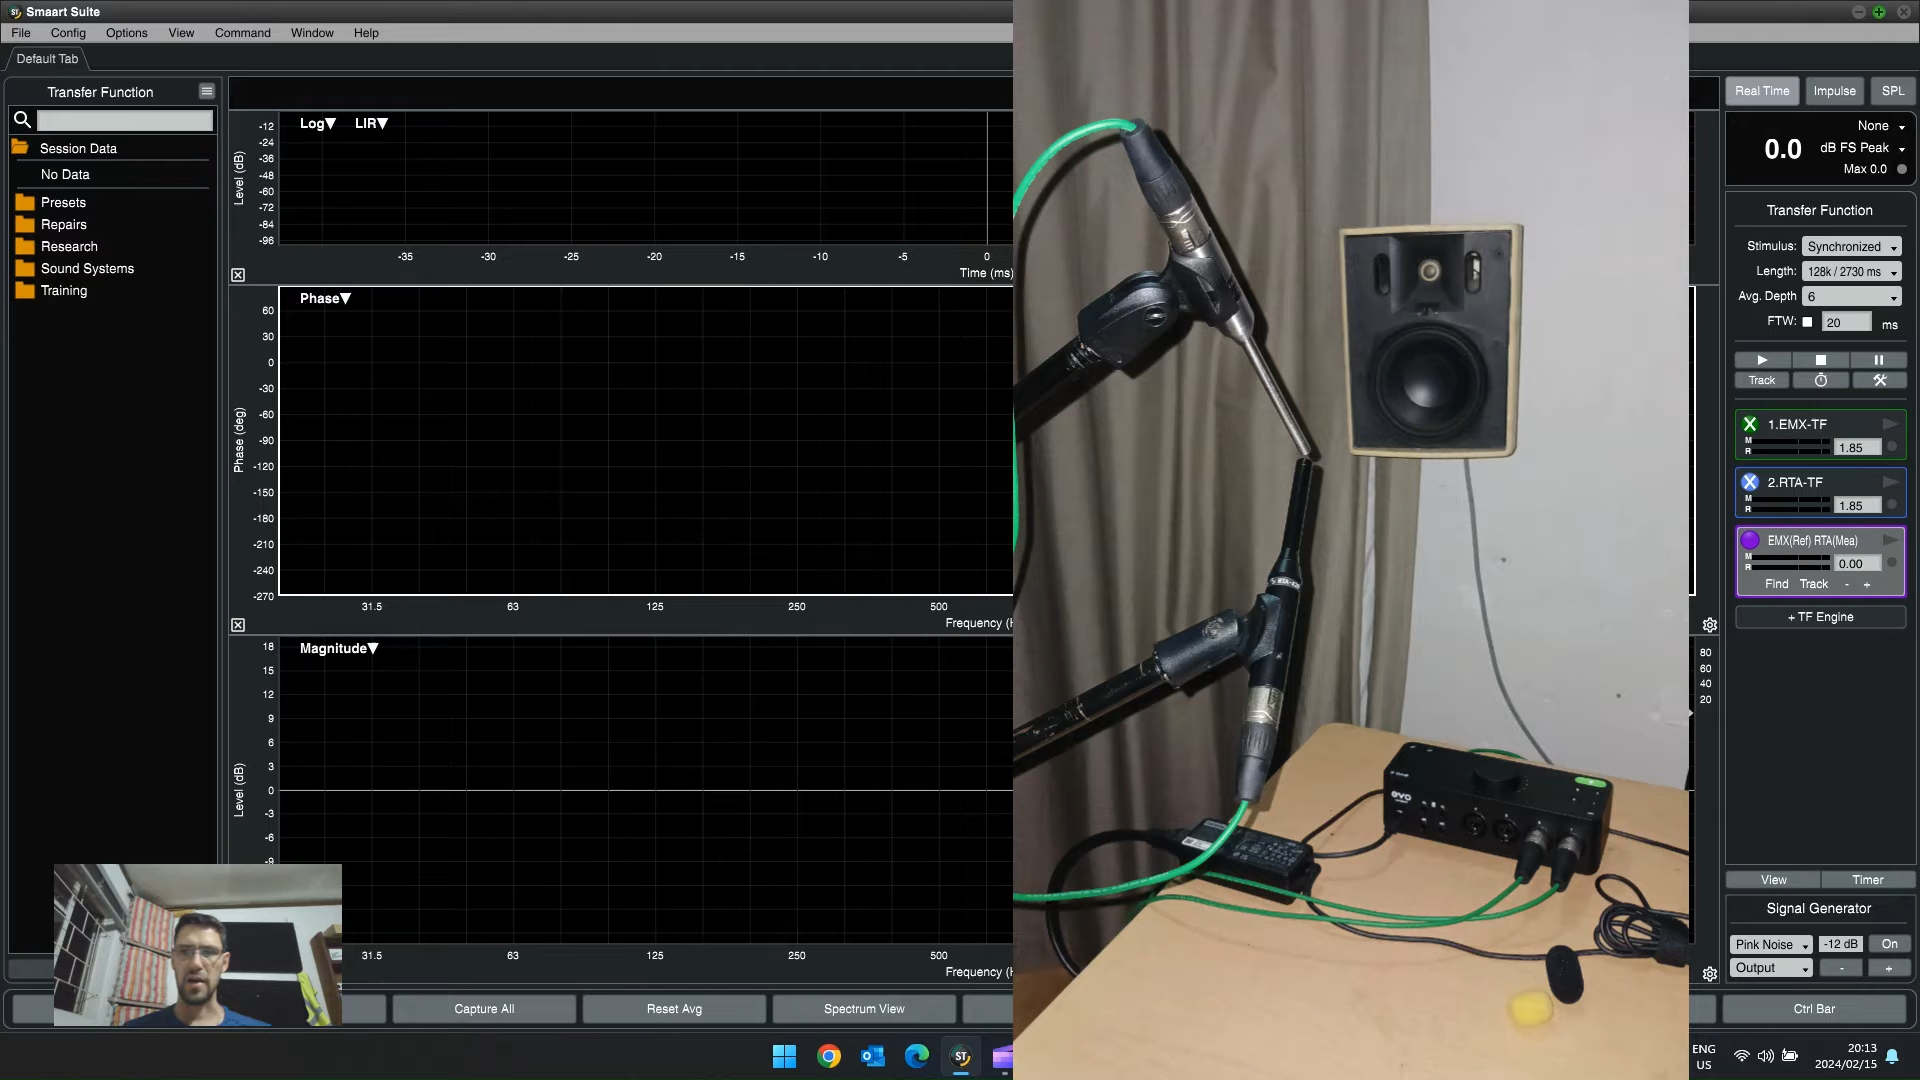 Smaart Suite
File Config Options View Command Window Help
Default Tab
Transfer Function
Session Data
No Data
Presets
Repairs
Research
Sound Systems
Training
Log▼ LIR▼
Level (dB)
-12
-24
-36
-48
-60
-72
-84
-96
-35 -30 -25 -20 -15 -10 -5 0
Time (ms)
Phase▼
Phase (deg)
60
30
0
-30
-60
-90
-120
-150
-180
-210
-240
-270
31.5 63 125 250 500
Frequency (H
Magnitude▼
Level (dB)
18
15
12
9
6
3
0
-3
-6
-9
31.5 63 125 250 500
Frequency (H
Capture All Reset Avg Spectrum View
evo
80
60
40
20
Real Time Impulse SPL
None
0.0 dB FS Peak
Max 0.0
Transfer Function
Stimulus: Synchronized
Length: 128k / 2730 ms
Avg. Depth 6
FTW: 20 ms
Track
1.EMX-TF
M
R 1.85
2.RTA-TF
M
R 1.85
EMX(Ref) RTA(Mea)
M
R 0.00
Find Track - +
+ TF Engine
View Timer
Signal Generator
Pink Noise -12 dB On
Output - +
Ctrl Bar
ST
ENG
US
20:13
2024/02/15